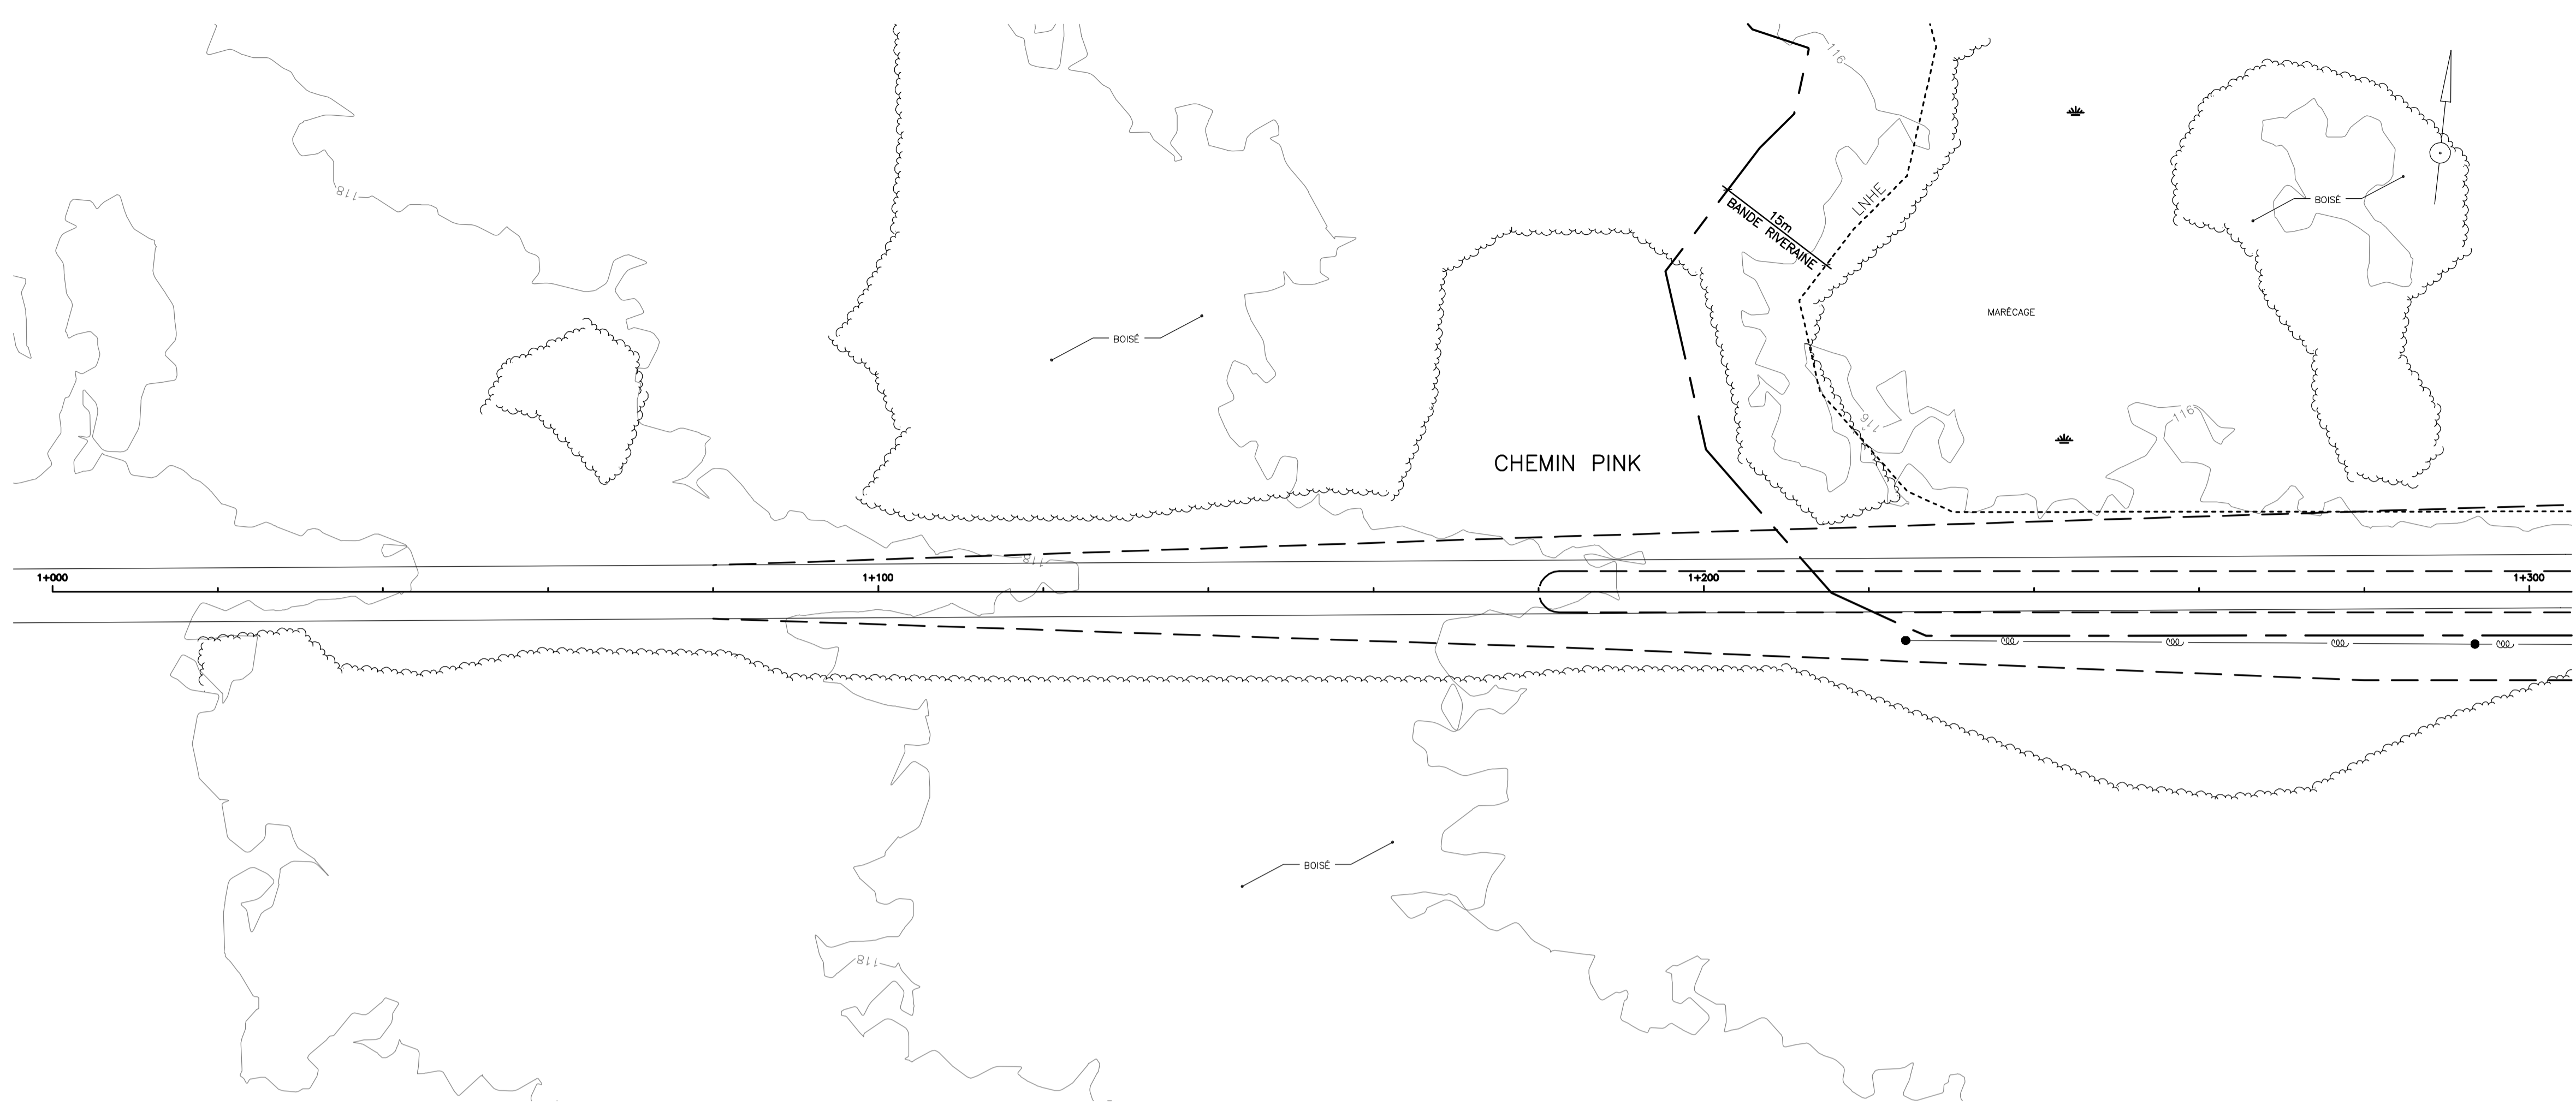 116
118
LNHE
15m
BANDE RIVERAINE
BOISÉ
MARÉCAGE
BOISÉ
116
116
CHEMIN PINK
118
1+000
1+100
1+200
1+300
BOISÉ
118